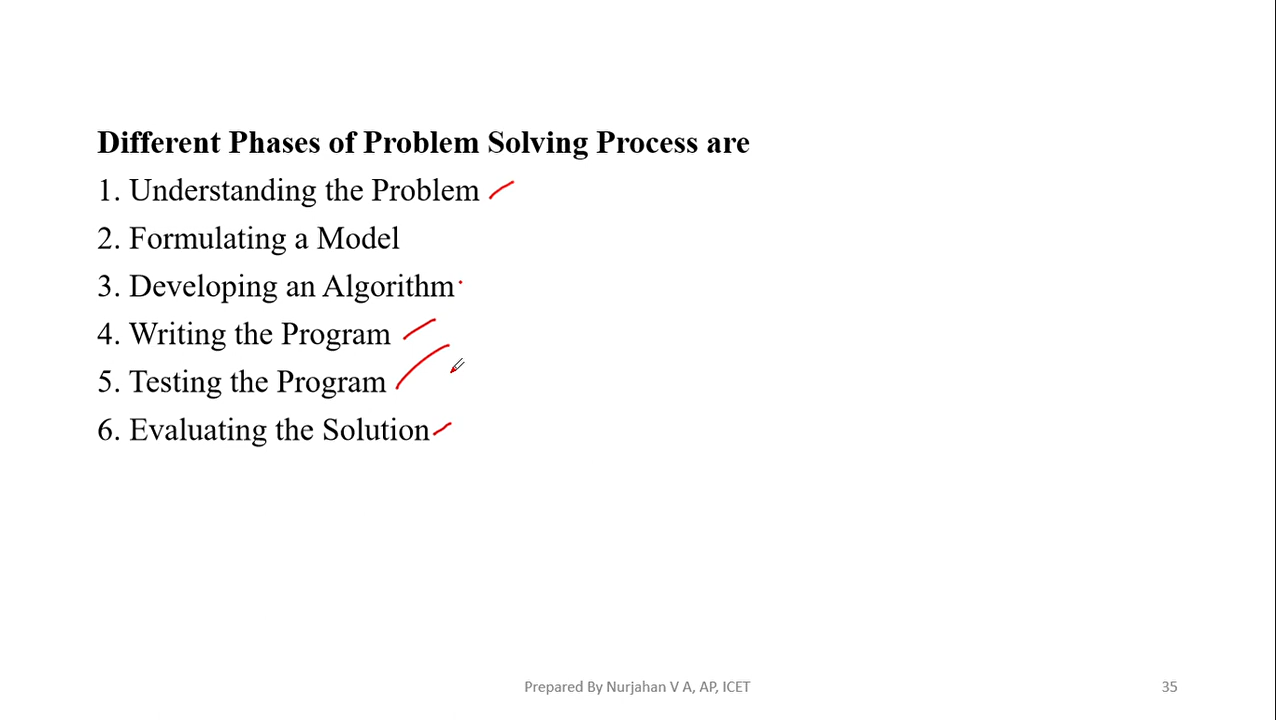 Different Phases of Problem Solving Process are
1. Understanding the Problem
2. Formulating a Model
3. Developing an Algorithm
4. Writing the Program
5. Testing the Program
6. Evaluating the Solution
Prepared By Nurjahan V A, AP, ICET
35